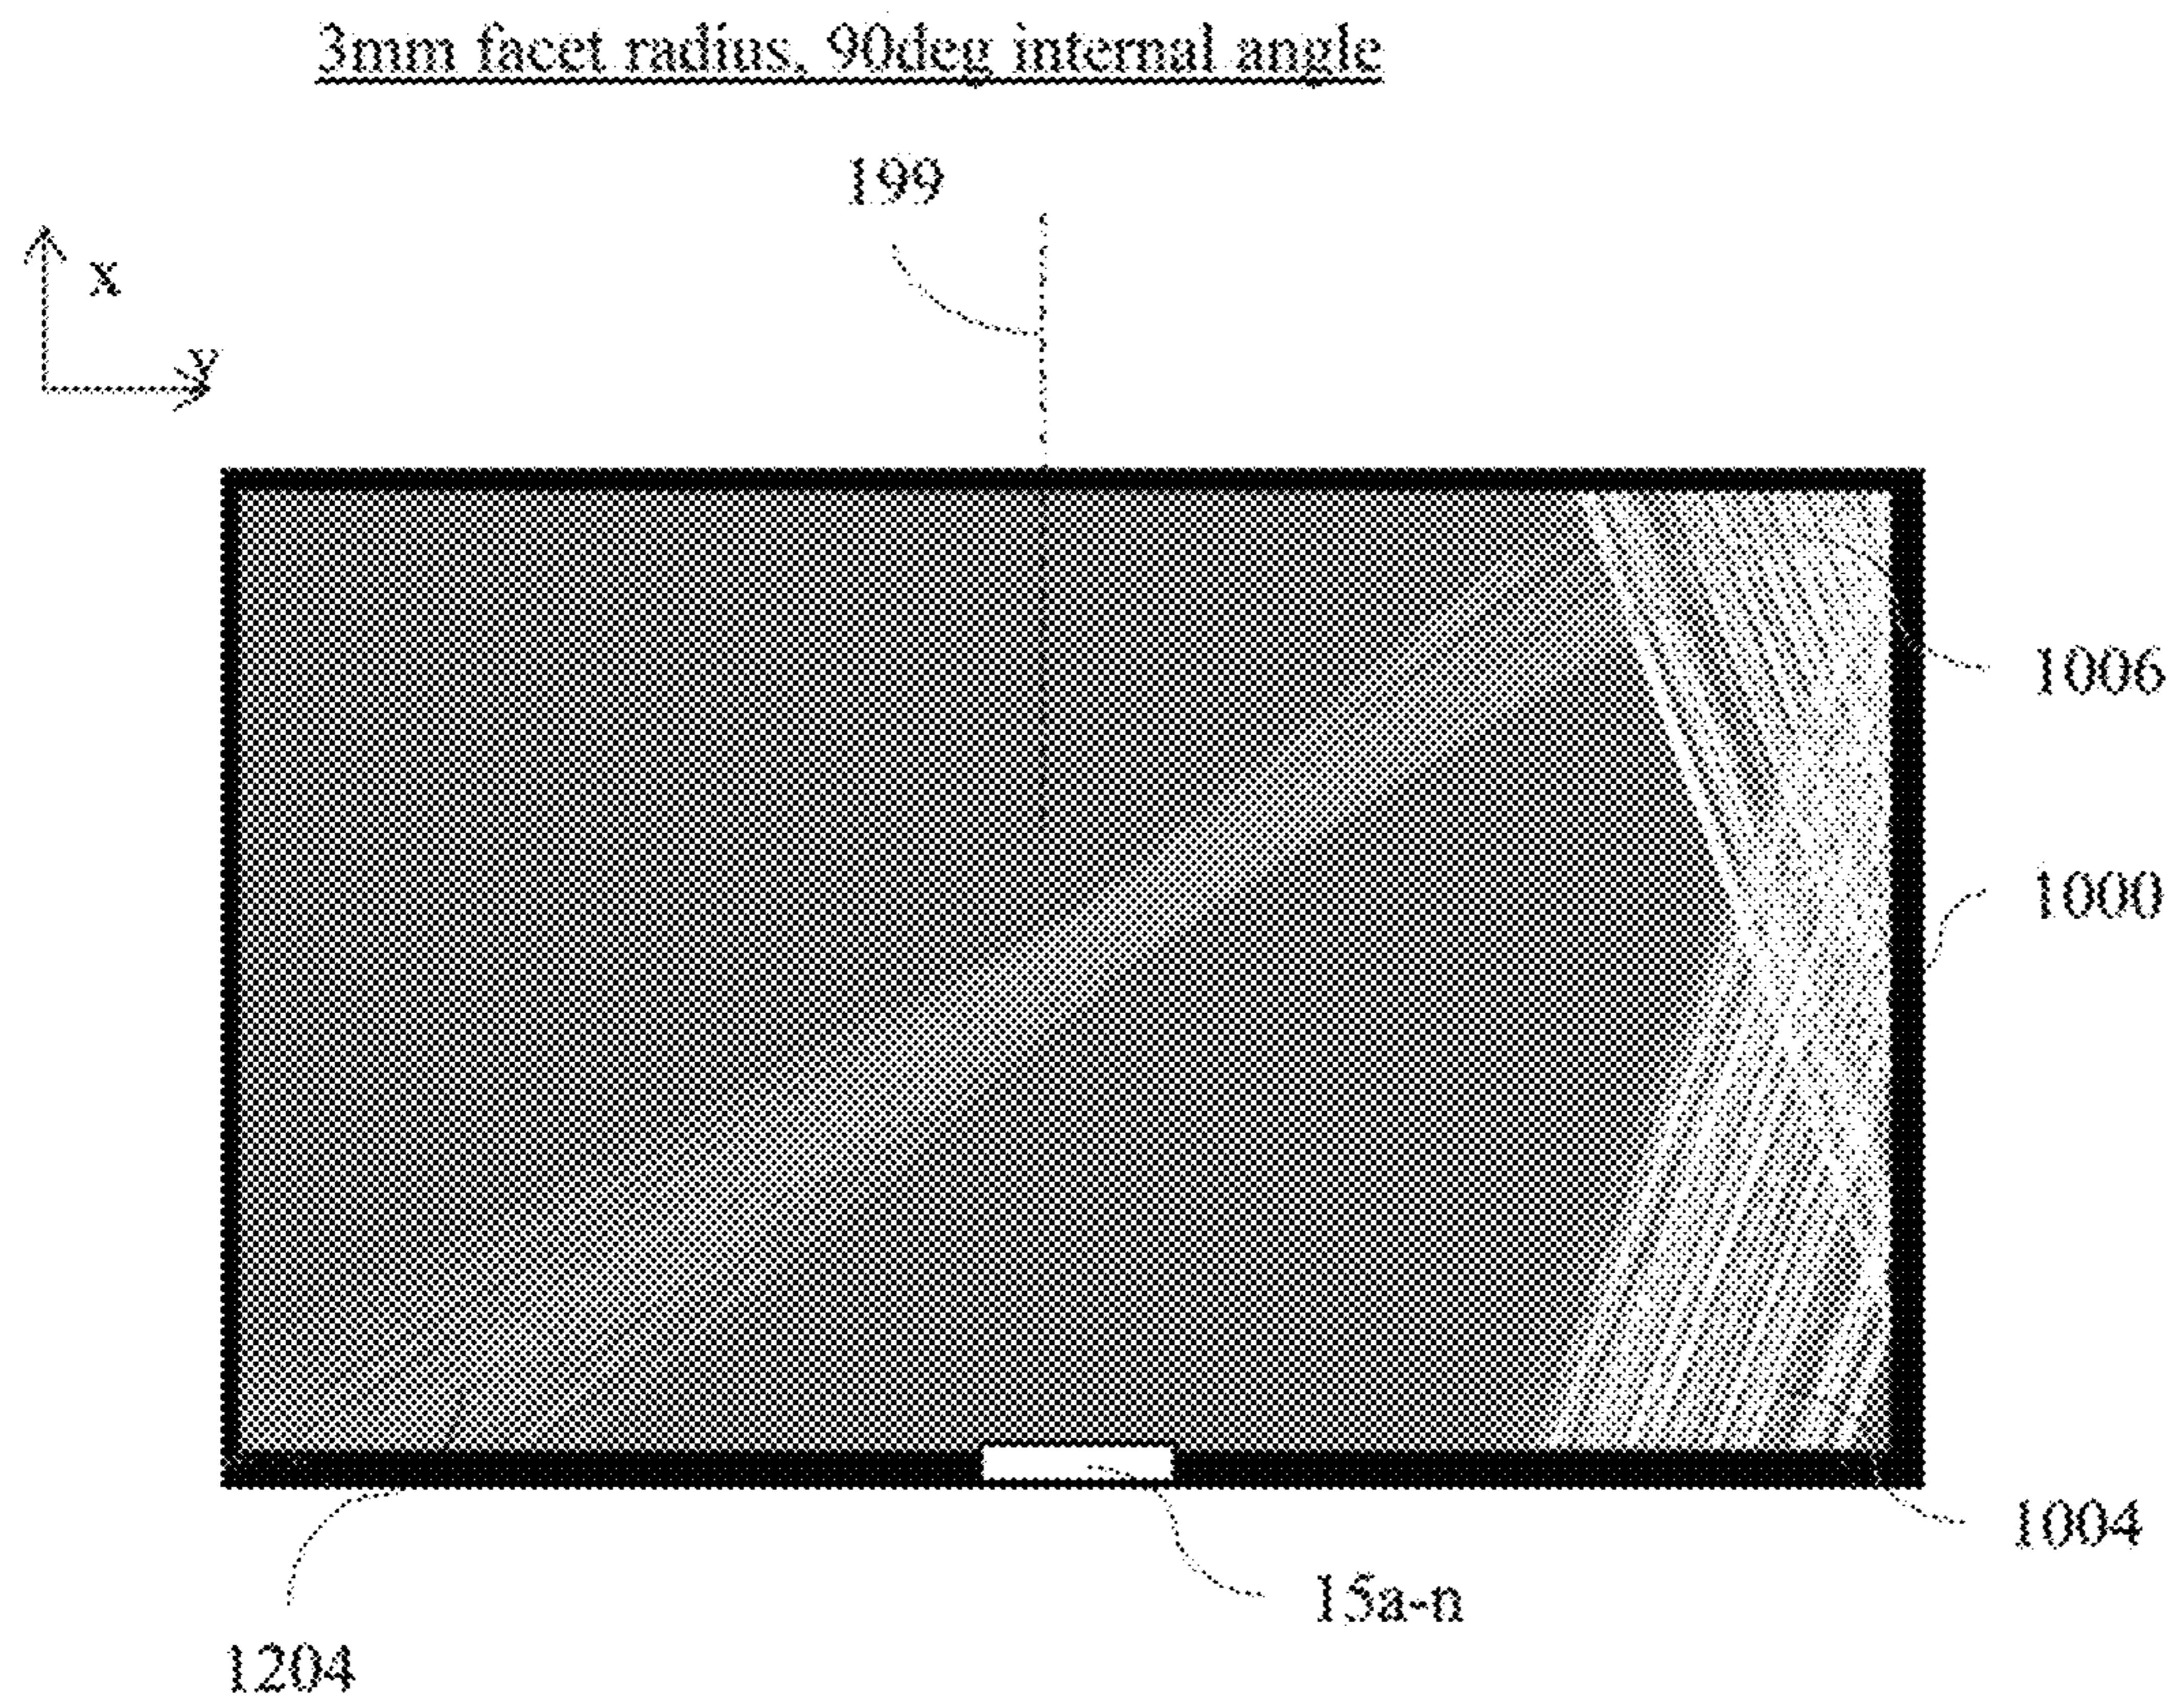 3mm facet radius, 90deg internal angle
199
x
y
1006
1000
1004
15a-n
1204